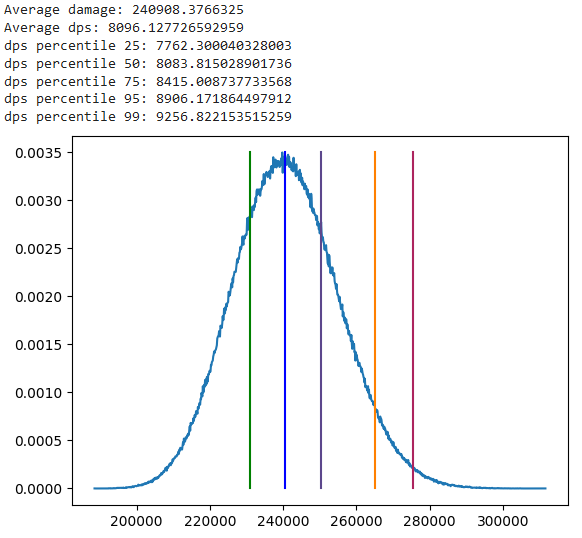 Average damage: 240908.3766325
Average dps: 8096.127726592959
dps percentile 25: 7762.300040328003
dps percentile 50: 8083.815028901736
dps percentile 75: 8415.008737733568
dps percentile 95: 8906.171864497912
dps percentile 99: 9256.822153515259
0.0035
0.0030
0.0025
0.0020
0.0015
0.0010
0.0005
0.0000
200000 220000 240000 260000 280000 300000